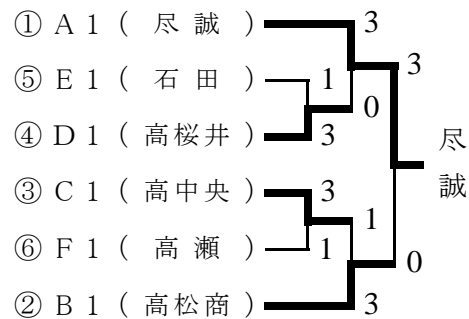 ① A 1 ( 尽 誠 ) 3
3
⑤ E 1 ( 石 田 ) 1
0
④ D 1 ( 高桜井 ) 3
尽誠
③ C 1 ( 高中央 ) 3
1
⑥ F 1 ( 高 瀬 ) 1
0
② B 1 ( 高松商 ) 3